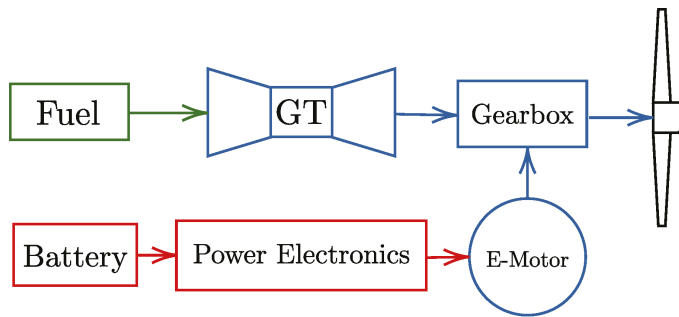 Fuel
GT
Gearbox
Battery
Power Electronics
E-Motor